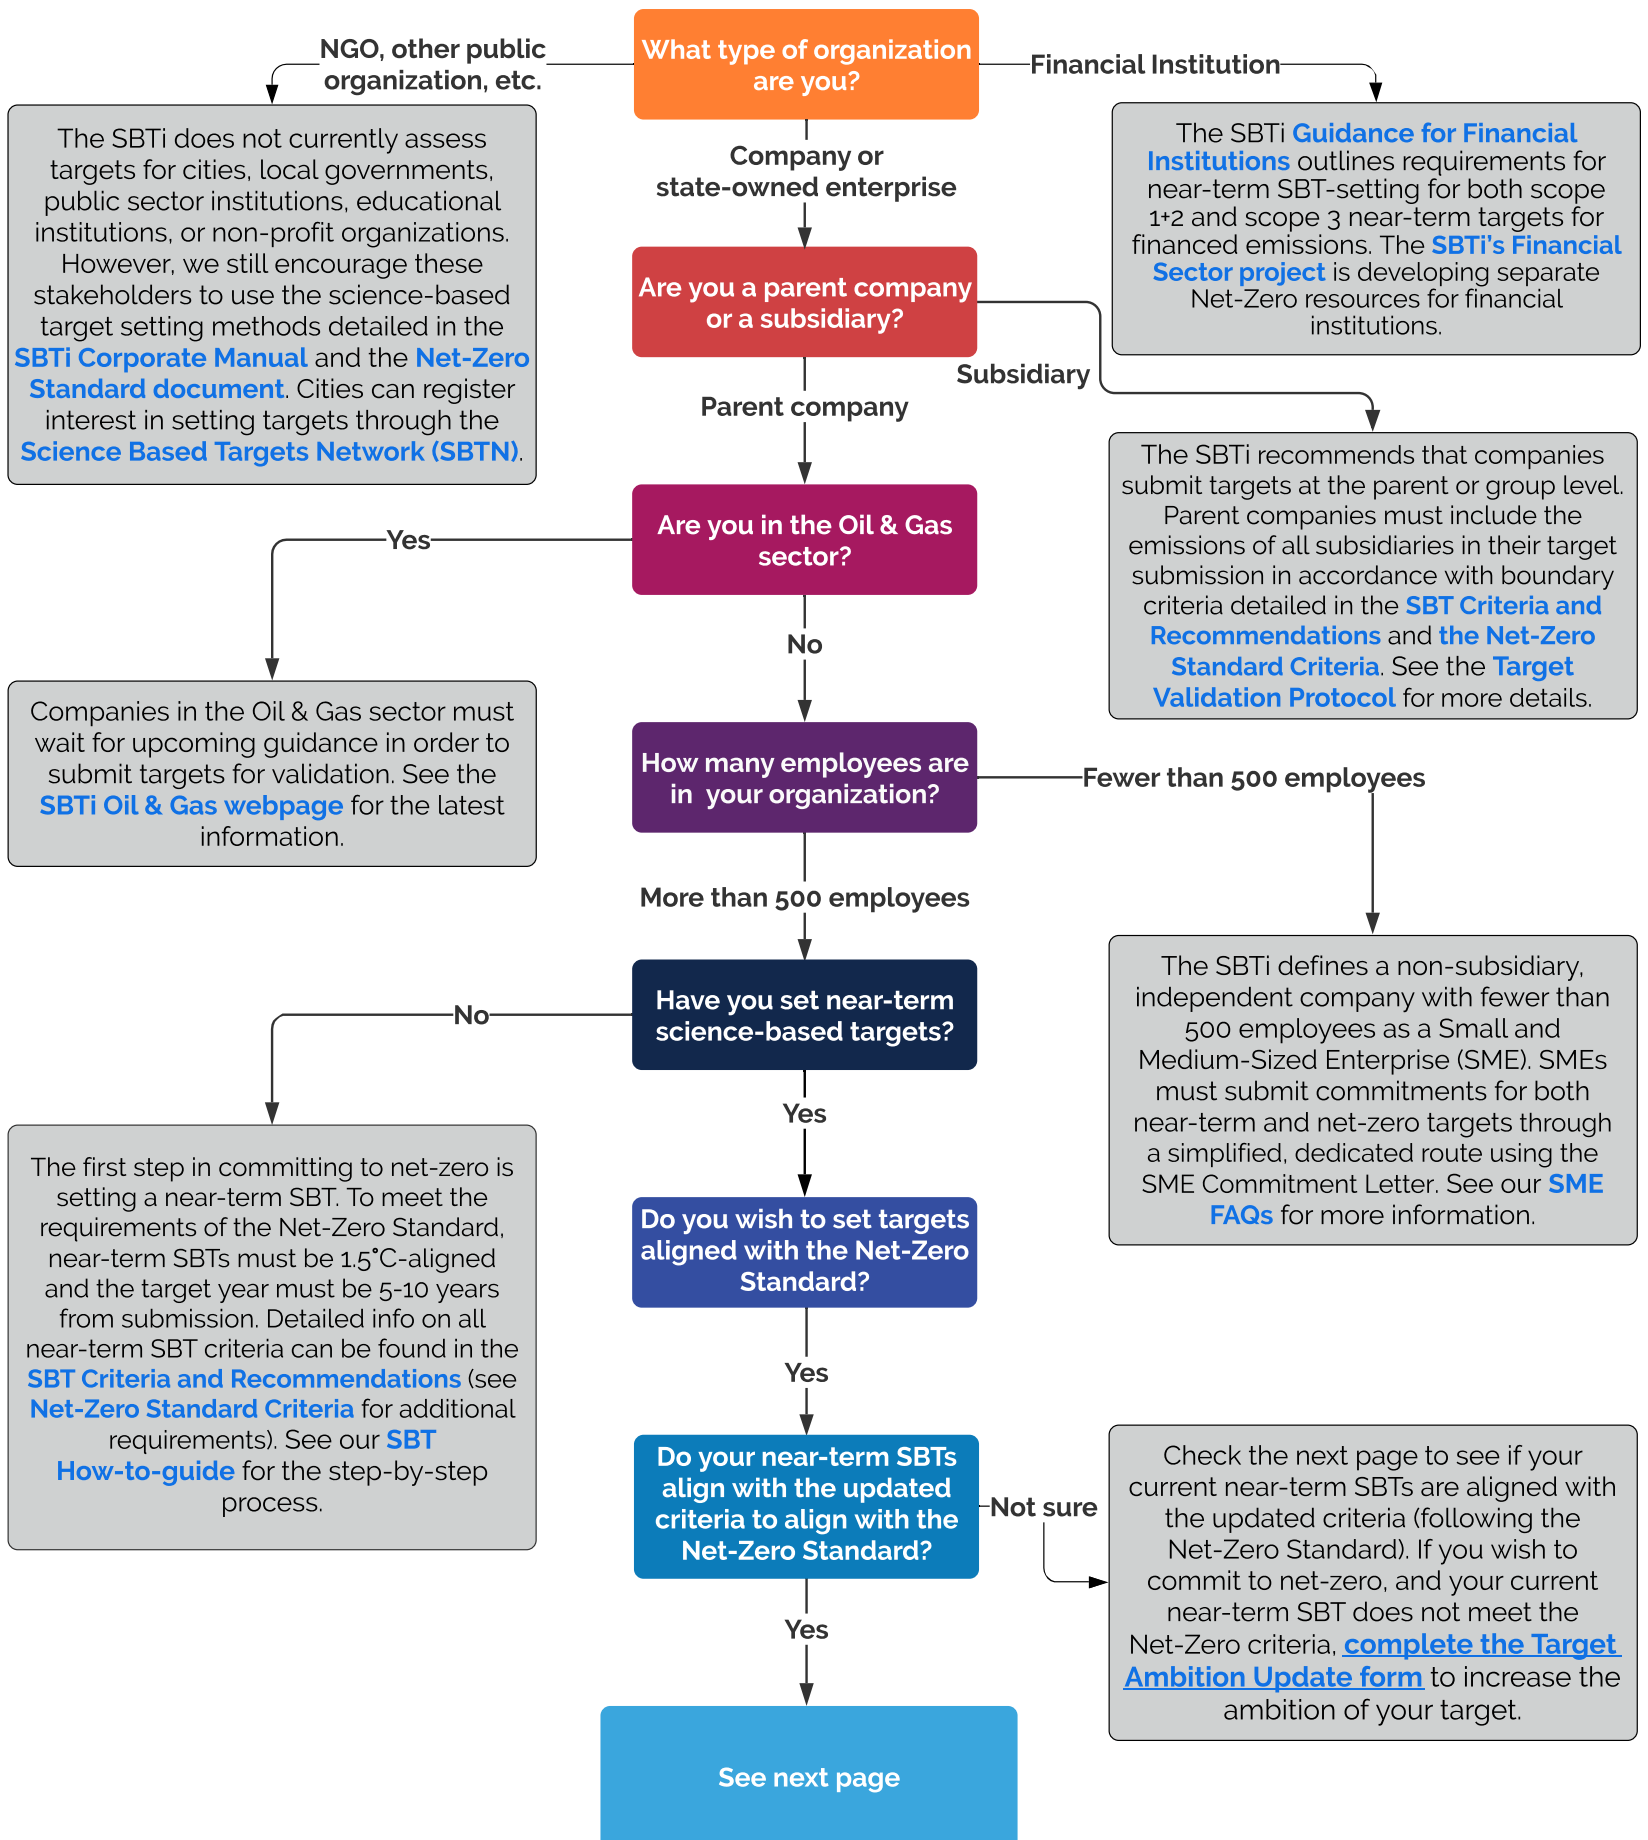 What type of organization
are you?
NGO, other public
organization, etc.
Financial Institution
Company or
state-owned enterprise
The SBTi does not currently assess
targets for cities, local governments,
public sector institutions, educational
institutions, or non-profit organizations.
However, we still encourage these
stakeholders to use the science-based
target setting methods detailed in the
SBTi Corporate Manual and the Net-Zero
Standard document. Cities can register
interest in setting targets through the
Science Based Targets Network (SBTN).
The SBTi Guidance for Financial
Institutions outlines requirements for
near-term SBT-setting for both scope
1+2 and scope 3 near-term targets for
financed emissions. The SBTi's Financial
Sector project is developing separate
Net-Zero resources for financial
institutions.
Are you a parent company
or a subsidiary?
Subsidiary
Parent company
The SBTi recommends that companies
submit targets at the parent or group level.
Parent companies must include the
emissions of all subsidiaries in their target
submission in accordance with boundary
criteria detailed in the SBT Criteria and
Recommendations and the Net-Zero
Standard Criteria. See the Target
Validation Protocol for more details.
Are you in the Oil & Gas
sector?
Yes
No
Companies in the Oil & Gas sector must
wait for upcoming guidance in order to
submit targets for validation. See the
SBTi Oil & Gas webpage for the latest
information.
How many employees are
in your organization?
Fewer than 500 employees
More than 500 employees
The SBTi defines a non-subsidiary,
independent company with fewer than
500 employees as a Small and
Medium-Sized Enterprise (SME). SMEs
must submit commitments for both
near-term and net-zero targets through
a simplified, dedicated route using the
SME Commitment Letter. See our SME
FAQs for more information.
Have you set near-term
science-based targets?
No
Yes
The first step in committing to net-zero is
setting a near-term SBT. To meet the
requirements of the Net-Zero Standard,
near-term SBTs must be 1.5°C-aligned
and the target year must be 5-10 years
from submission. Detailed info on all
near-term SBT criteria can be found in the
SBT Criteria and Recommendations (see
Net-Zero Standard Criteria for additional
requirements). See our SBT
How-to-guide for the step-by-step
process.
Do you wish to set targets
aligned with the Net-Zero
Standard?
Yes
Do your near-term SBTs
align with the updated
criteria to align with the
Net-Zero Standard?
Not sure
Yes
Check the next page to see if your
current near-term SBTs are aligned with
the updated criteria (following the
Net-Zero Standard). If you wish to
commit to net-zero, and your current
near-term SBT does not meet the
Net-Zero criteria, complete the Target
Ambition Update form to increase the
ambition of your target.
See next page